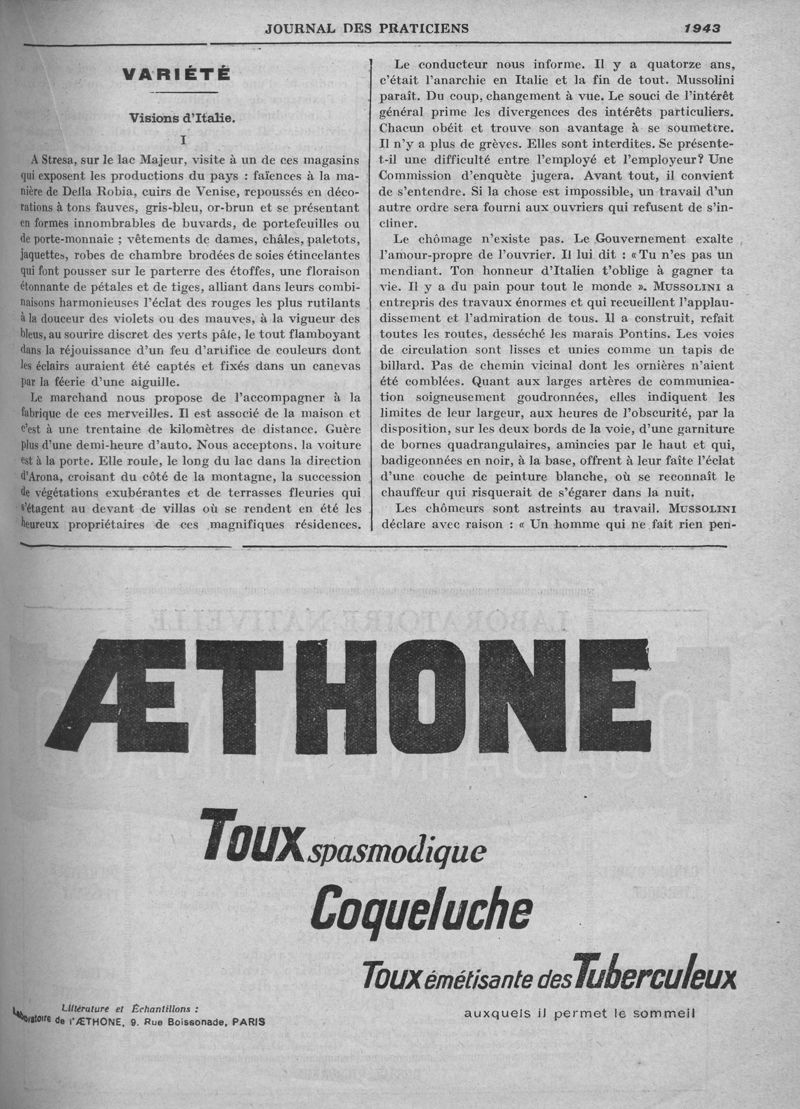 JOURNAL DES PRATICIENS 1943
VARIÉTÉ
Visions d'Italie.
I
A Stresa, sur le lac Majeur, visite à un de ces magasins
qui exposent les productions du pays : faïences à la ma-
nière de Della Robia, cuirs de Venise, repoussés en déco-
rations à tons fauves, gris-bleu, or-brun et se présentant
en formes innombrables de buvards, de portefeuilles ou
de porte-monnaie ; vêtements de dames, châles, paletots,
jaquettes, robes de chambre brodées de soies étincelantes
qui font pousser sur le parterre des étoffes, une floraison
étonnante de pétales et de tiges, alliant dans leurs combi-
naisons harmonieuses l'éclat des rouges les plus rutilants
à la douceur des violets ou des mauves, à la vigueur des
bleus, au sourire discret des verts pâle, le tout flamboyant
dans la réjouissance d'un feu d'artifice de couleurs dont
les éclairs auraient été captés et fixés dans un canevas
par la féerie d'une aiguille.
Le marchand nous propose de l'accompagner à la
fabrique de ces merveilles. Il est associé de la maison et
c'est à une trentaine de kilomètres de distance. Guère
plus d'une demi-heure d'auto. Nous acceptons, la voiture
est à la porte. Elle roule, le long du lac dans la direction
d'Arona, croisant du côté de la montagne, la succession
de végétations exubérantes et de terrasses fleuries qui
s'étagent au devant de villas où se rendent en été les
heureux propriétaires de ces magnifiques résidences.
Le conducteur nous informe. Il y a quatorze ans,
c'était l'anarchie en Italie et la fin de tout. Mussolini
paraît. Du coup, changement à vue. Le souci de l'intérêt
général prime les divergences des intérêts particuliers.
Chacun obéit et trouve son avantage à se soumettre.
Il n'y a plus de grèves. Elles sont interdites. Se présente-
t-il une difficulté entre l'employé et l'employeur? Une
Commission d'enquête jugera. Avant tout, il convient
de s'entendre. Si la chose est impossible, un travail d'un
autre ordre sera fourni aux ouvriers qui refusent de s'in-
cliner.
Le chômage n'existe pas. Le Gouvernement exalte
l'amour-propre de l'ouvrier. Il lui dit : « Tu n'es pas un
mendiant. Ton honneur d'Italien t'oblige à gagner ta
vie. Il y a du pain pour tout le monde ». MUSSOLINI a
entrepris des travaux énormes et qui recueillent l'applau-
dissement et l'admiration de tous. Il a construit, refait
toutes les routes, desséché les marais Pontins. Les voies
de circulation sont lisses et unies comme un tapis de
billard. Pas de chemin vicinal dont les ornières n'aient
été comblées. Quant aux larges artères de communica-
tion soigneusement goudronnées, elles indiquent les
limites de leur largeur, aux heures de l'obscurité, par la
disposition, sur les deux bords de la voie, d'une garniture
de bornes quadrangulaires, amincies par le haut et qui,
badigeonnées en noir, à la base, offrent à leur faîte l'éclat
d'une couche de peinture blanche, où se reconnaît le
chauffeur qui risquerait de s'égarer dans la nuit.
Les chômeurs sont astreints au travail. MUSSOLINI
déclare avec raison : « Un homme qui ne fait rien pen-
ÆTHONE
Toux spasmodique
Coqueluche
Toux émétisante des Tuberculeux
auxquels il permet le sommeil
Littérature et Échantillons :
Laboratoire de l'ÆTHONE, 9, Rue Boissonade, PARIS